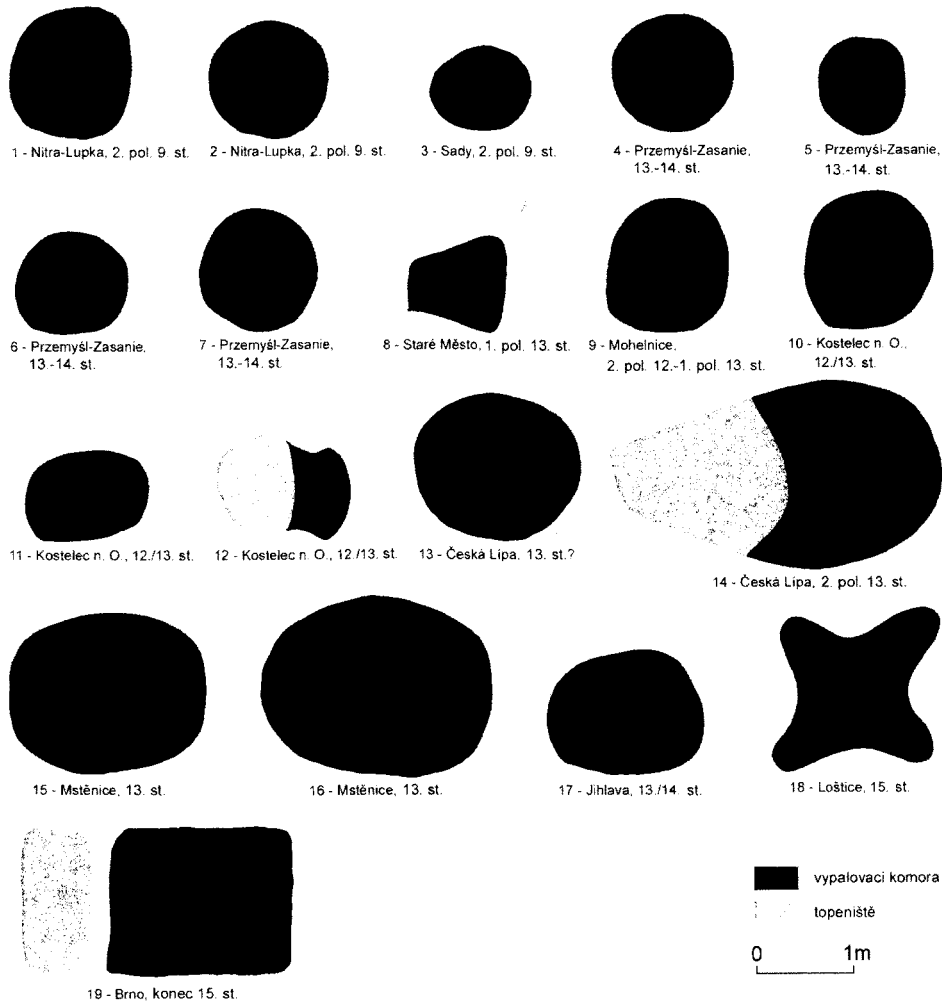 1 - Nitra-Lupka, 2. pol. 9. st.
2 - Nitra-Lupka, 2. pol. 9. st.
3 - Sady, 2. pol. 9. st.
4 - Przemyśl-Zasanie,
13.-14. st.
5 - Przemyśl-Zasanie,
13.-14. st.
6 - Przemyśl-Zasanie,
13.-14. st.
7 - Przemyśl-Zasanie,
13.-14. st.
8 - Staré Město, 1. pol. 13. st.
9 - Mohelnice,
2. pol. 12.-1. pol. 13. st.
10 - Kostelec n. O.,
12./13. st.
11 - Kostelec n. O., 12./13. st.
12 - Kostelec n. O., 12./13. st.
13 - Česká Lípa, 13. st.?
14 - Česká Lípa, 2. pol. 13. st.
15 - Mstěnice, 13. st.
16 - Mstěnice, 13. st.
17 - Jihlava, 13./14. st.
18 - Loštice, 15. st.
19 - Brno, konec 15. st.
vypalovací komora
topeniště
0 1m